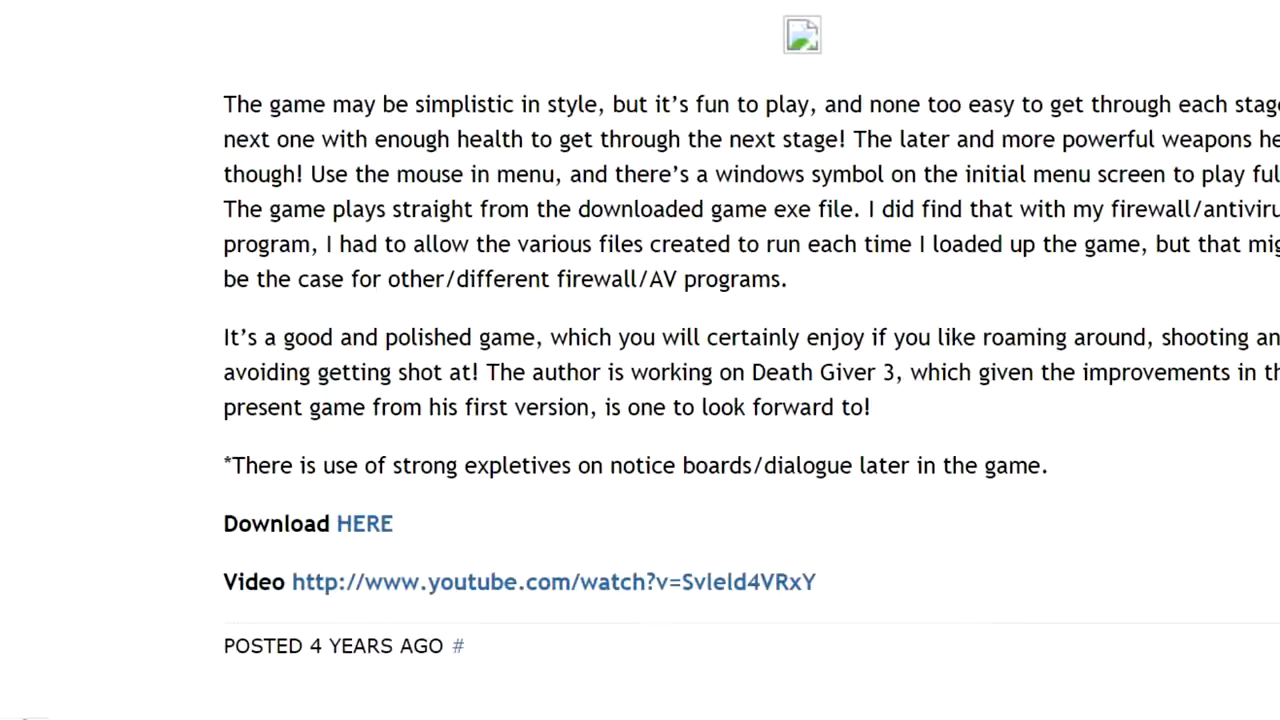 The game may be simplistic in style, but it’s fun to play, and none too easy to get through each
next one with enough health to get through the next stage! The later and more powerful weapons
though! Use the mouse in menu, and there’s a windows symbol on the initial menu screen to play
The game plays straight from the downloaded game exe file. I did find that with my
program, I had to allow the various files created to run each time I loaded up the game, but that
be the case for other/different firewall/AV programs.
It’s a good and polished game, which you will certainly enjoy if you like roaming around, shooting
avoiding getting shot at! The author is working on Death Giver 3, which given the improvements in
present game from his first version, is one to look forward to!
*There is use of strong expletives on notice boards/dialogue later in the game.
Download HERE
Video http://www.youtube.com/watch?v=Svleld4VRxY
POSTED 4 YEARS AGO #